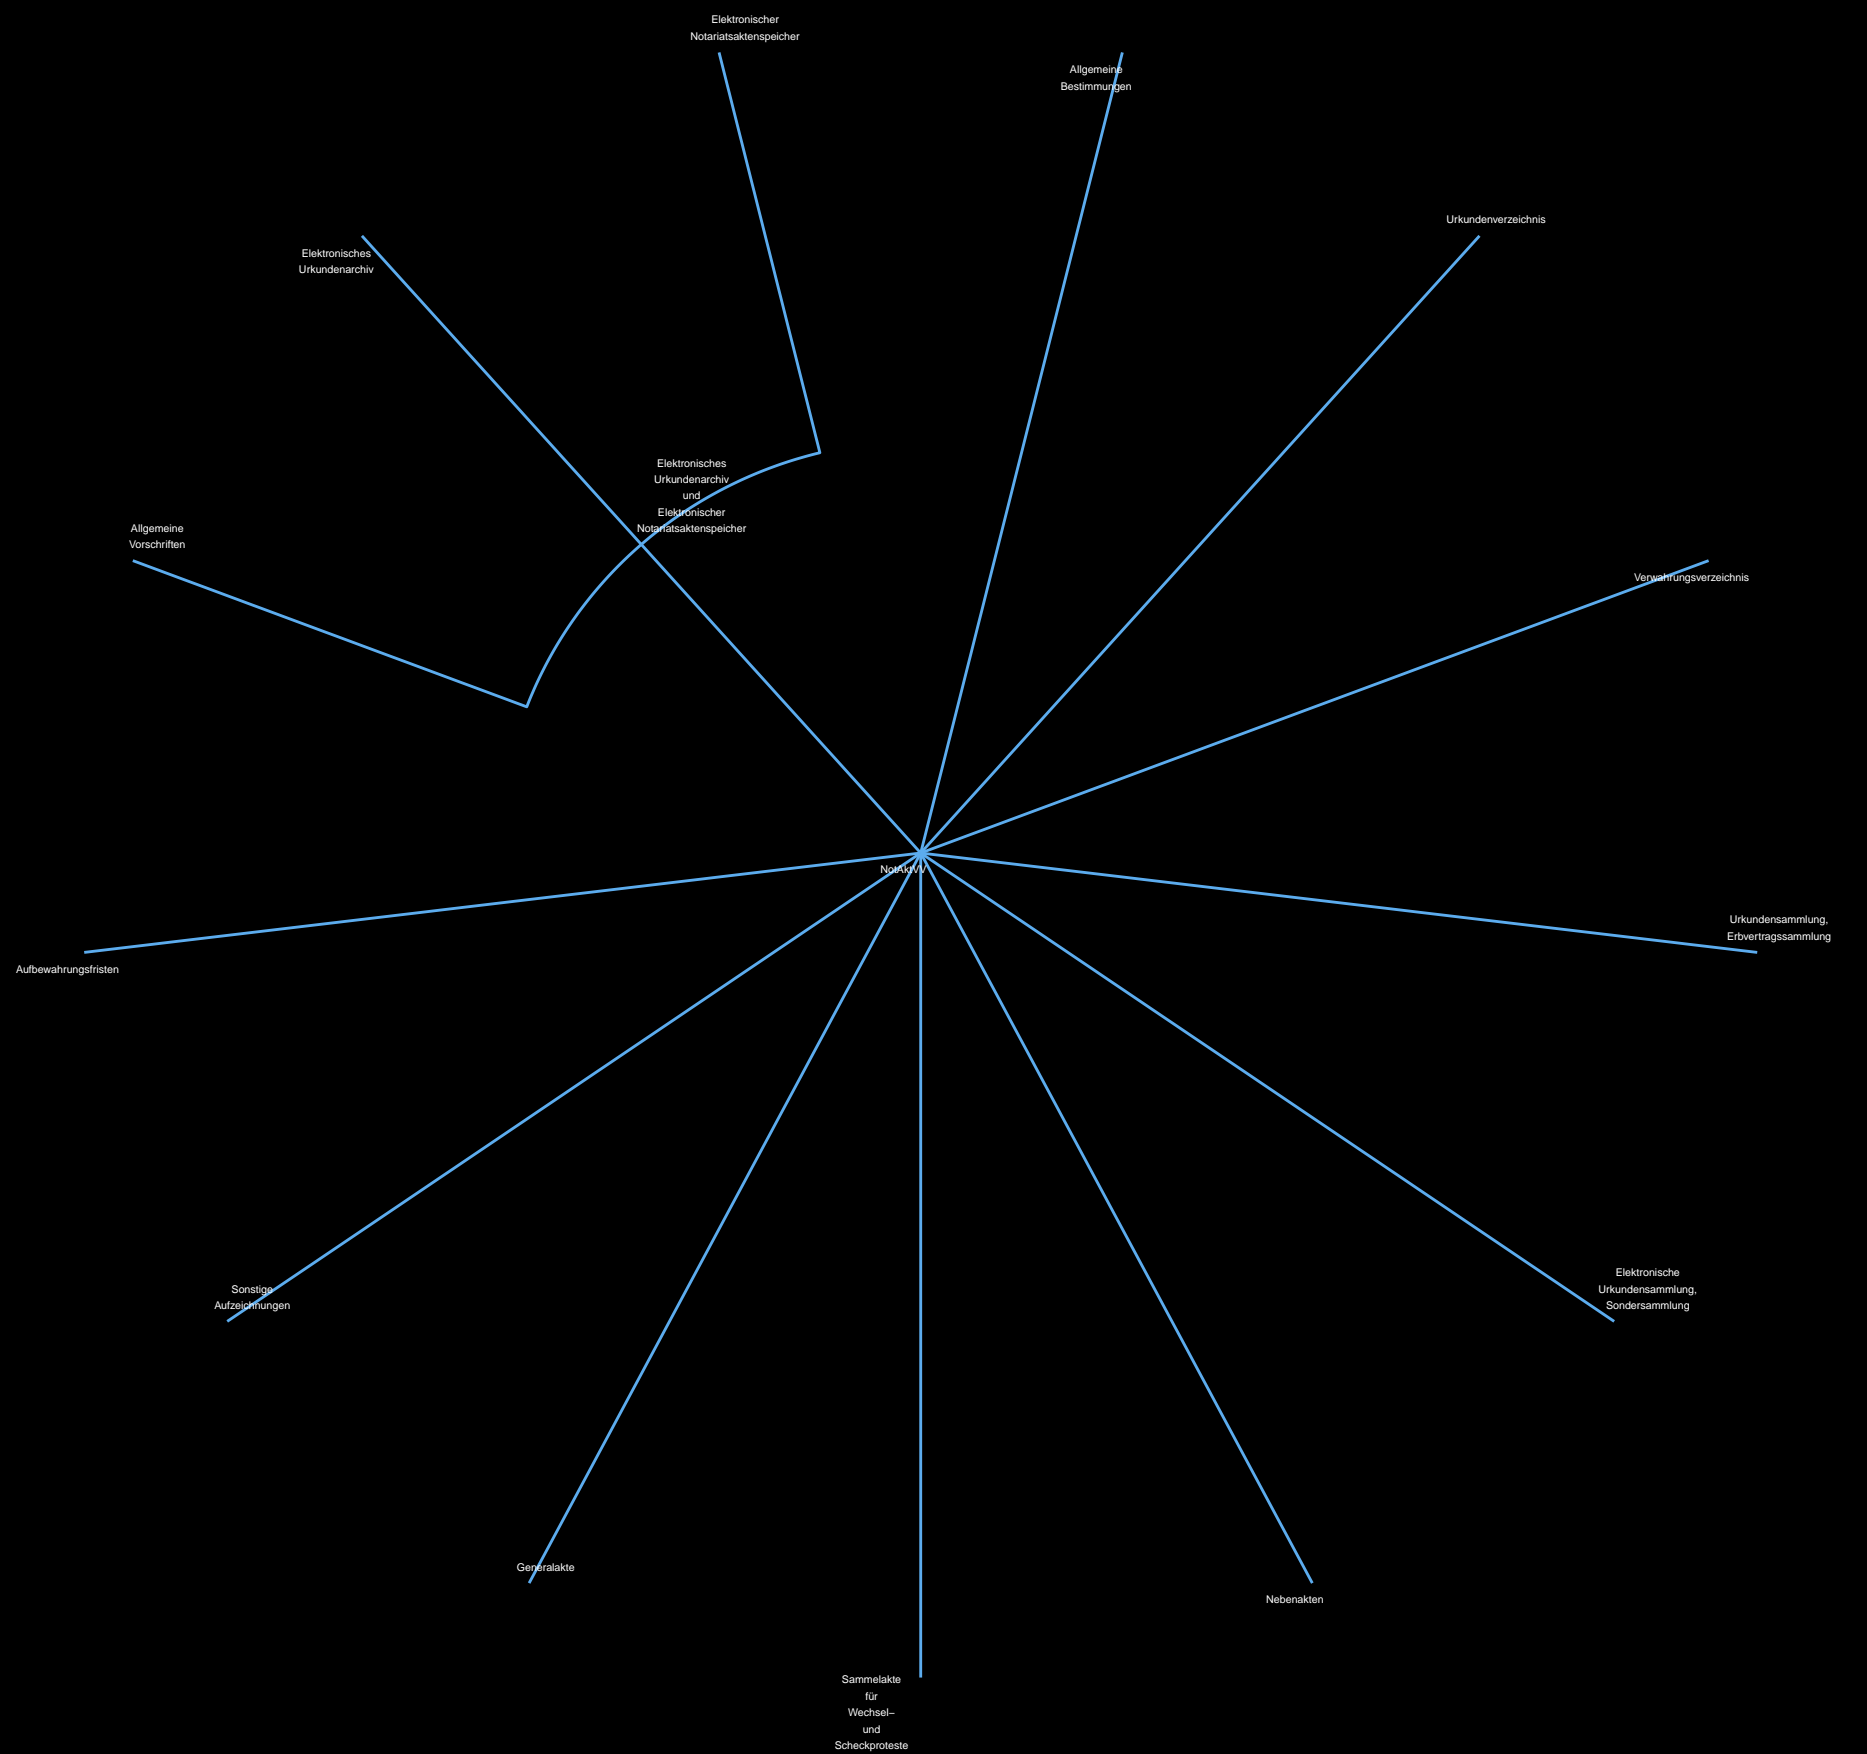 Elektronischer
Notariatsaktenspeicher
Allgemeine
Bestimmungen
Urkundenverzeichnis
Elektronisches
Urkundenarchiv
Elektronisches
Urkundenarchiv
und
Elektronischer
Notariatsaktenspeicher
Allgemeine
Vorschriften
Verwahrungsverzeichnis
NotAktVV
Urkundensammlung,
Erbvertragssammlung
Aufbewahrungsfristen
Elektronische
Urkundensammlung,
Sondersammlung
Sonstige
Aufzeichnungen
Generalakte
Nebenakten
Sammelakte
für
Wechsel−
und
Scheckproteste